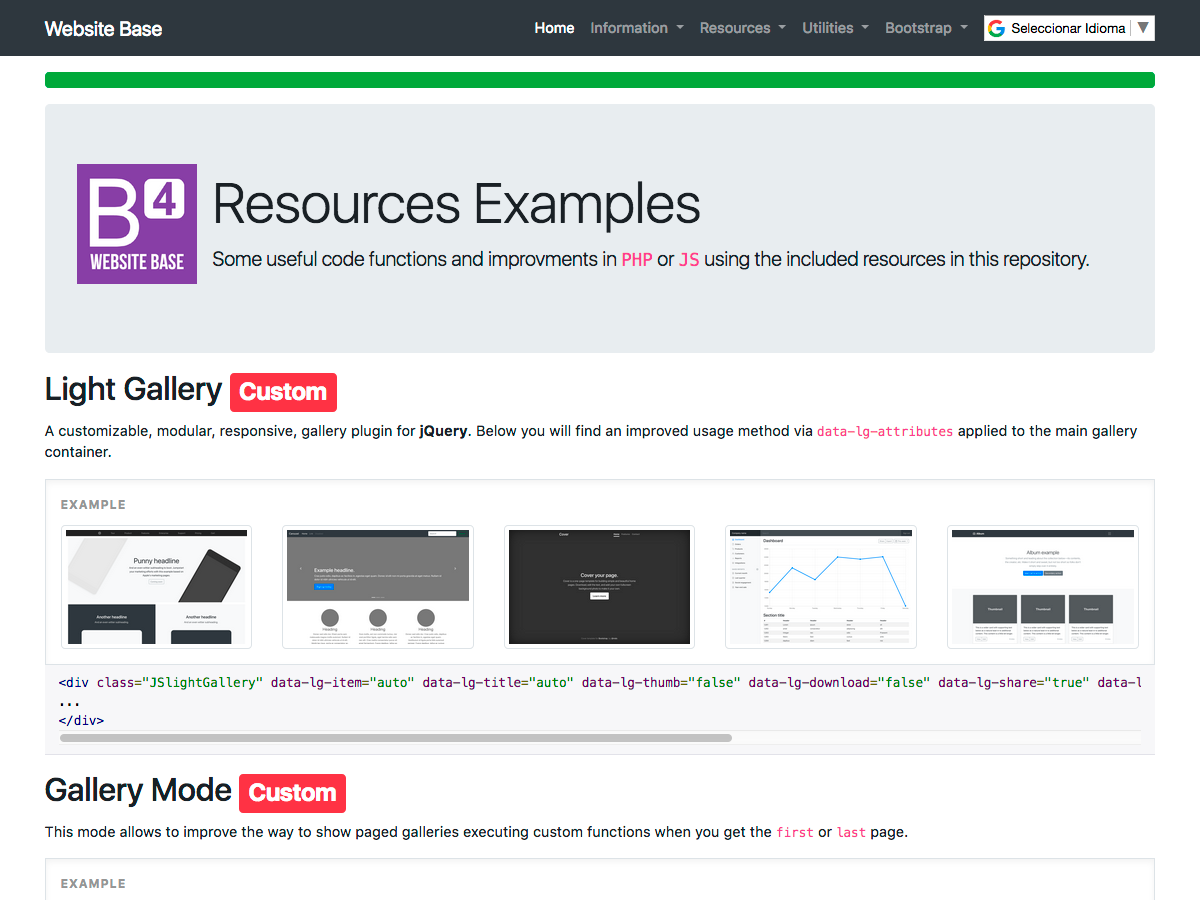 Website Base
Home Information Resources Utilities Bootstrap Seleccionar Idioma ▼
B4
WEBSITE BASE
Resources Examples
Some useful code functions and improvments in PHP or JS using the included resources in this repository.
Light Gallery Custom
A customizable, modular, responsive, gallery plugin for jQuery. Below you will find an improved usage method via data-lg-attributes applied to the main gallery
container.
EXAMPLE
Punny headline
Another headline
Another headline
Example headline.
Heading
Heading
Heading
Cover
Cover your page.
Dashboard
Section title
Album example
Thumbnail
Thumbnail
Thumbnail
<div class="JSlightGallery" data-lg-item="auto" data-lg-title="auto" data-lg-thumb="false" data-lg-download="false" data-lg-share="true" data-l
...
</div>
Gallery Mode Custom
This mode allows to improve the way to show paged galleries executing custom functions when you get the first or last page.
EXAMPLE